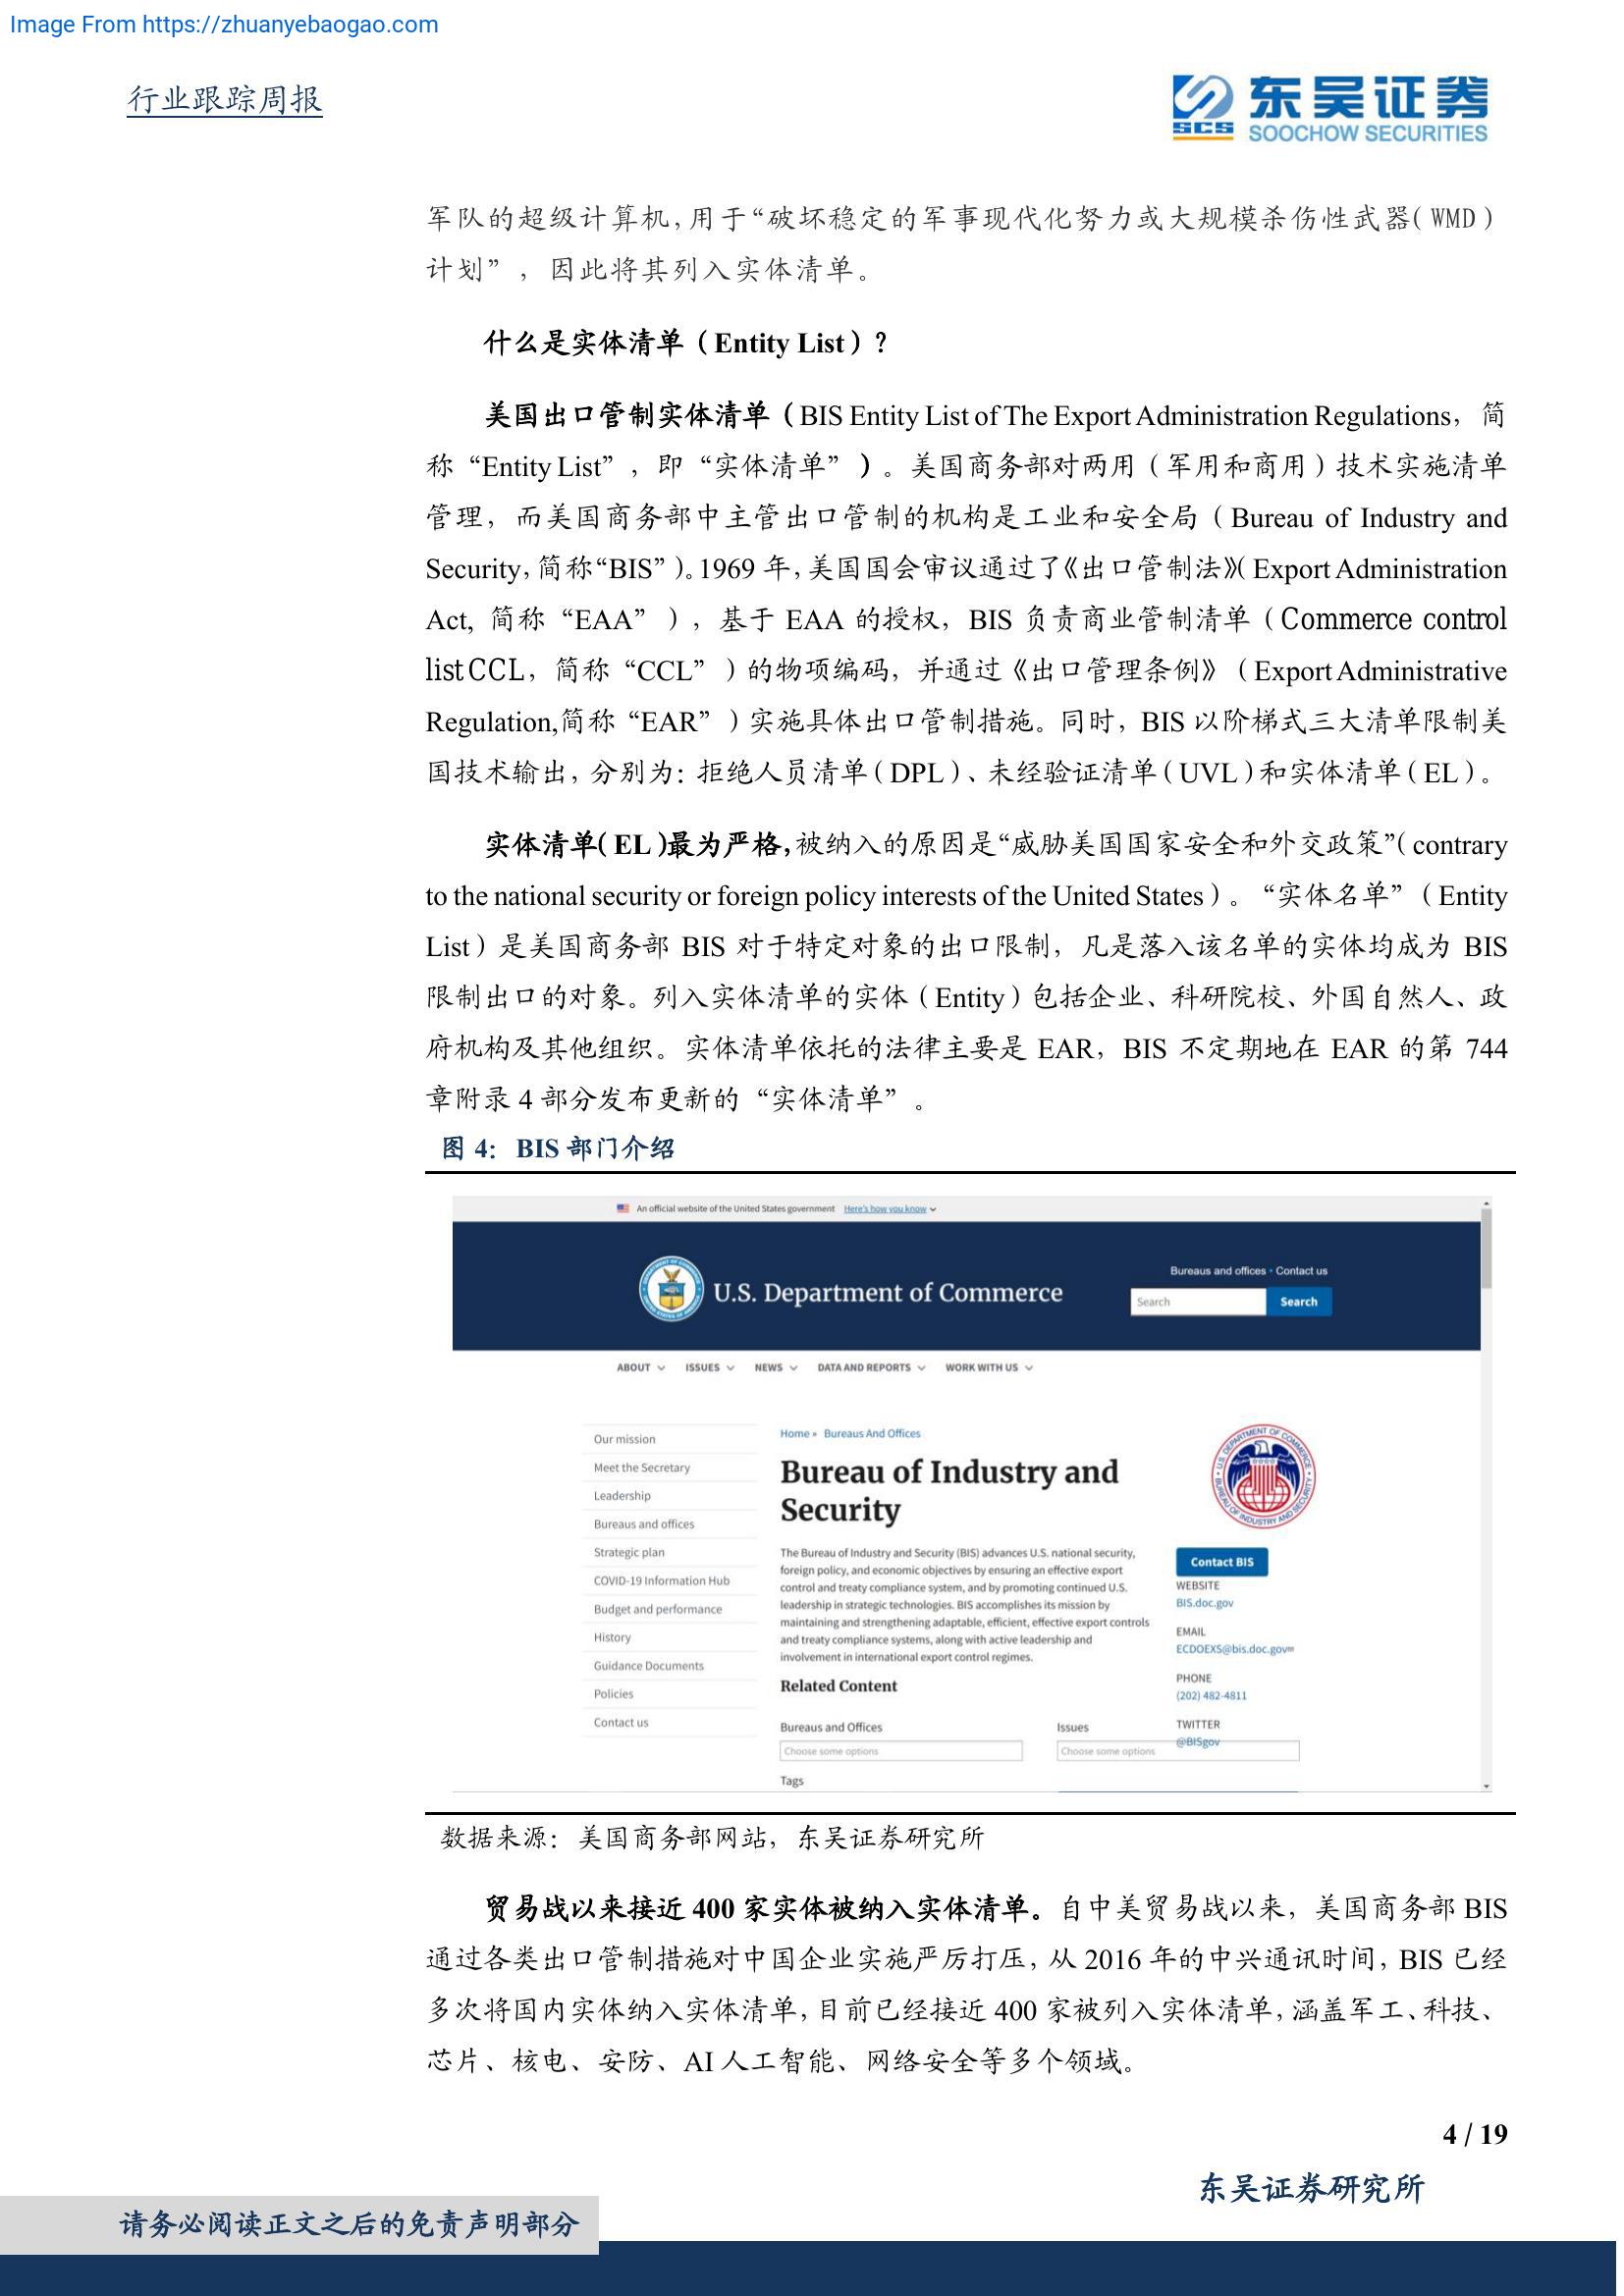 Image From https://zhuanyebaogao.com
行业跟踪周报
东吴证券
SCS
SOOCHOW SECURITIES
军队的超级计算机,用于“破坏稳定的军事现代化努力或大规模杀伤性武器(WMD)
计划”，因此将其列入实体清单。
什么是实体清单（Entity List）？
美国出口管制实体清单（BIS Entity List of The Export Administration Regulations，简
称“Entity List”，即“实体清单”）。美国商务部对两用（军用和商用）技术实施清单
管理，而美国商务部中主管出口管制的机构是工业和安全局（Bureau of Industry and
Security,简称“BIS”）。1969 年,美国国会审议通过了《出口管制法》（Export Administration
Act, 简称“EAA”），基于 EAA 的授权，BIS 负责商业管制清单（Commerce control
list CCL，简称“CCL”）的物项编码，并通过《出口管理条例》（Export Administrative
Regulation,简称“EAR”）实施具体出口管制措施。同时，BIS 以阶梯式三大清单限制美
国技术输出，分别为：拒绝人员清单（DPL）、未经验证清单（UVL）和实体清单（EL）。
实体清单（EL）最为严格,被纳入的原因是“威胁美国国家安全和外交政策”（contrary
to the national security or foreign policy interests of the United States）。“实体名单”（Entity
List）是美国商务部 BIS 对于特定对象的出口限制，凡是落入该名单的实体均成为 BIS
限制出口的对象。列入实体清单的实体（Entity）包括企业、科研院校、外国自然人、政
府机构及其他组织。实体清单依托的法律主要是 EAR，BIS 不定期地在 EAR 的第 744
章附录 4 部分发布更新的“实体清单”。
图 4： BIS 部门介绍
An official website of the United States government Here's how you know
U.S. Department of Commerce
Bureaus and offices • Contact us
Search Search
ABOUT ISSUES NEWS DATA AND REPORTS WORK WITH US
Our mission
Meet the Secretary
Leadership
Bureaus and offices
Strategic plan
COVID-19 Information Hub
Budget and performance
History
Guidance Documents
Policies
Contact us
Home » Bureaus And Offices
Bureau of Industry and
Security
The Bureau of Industry and Security (BIS) advances U.S. national security,
foreign policy, and economic objectives by ensuring an effective export
control and treaty compliance system, and by promoting continued U.S.
leadership in strategic technologies. BIS accomplishes its mission by
maintaining and strengthening adaptable, efficient, effective export controls
and treaty compliance systems, along with active leadership and
involvement in international export control regimes.
Related Content
Bureaus and Offices
Choose some options
Issues
Choose some options
Tags
U.S. DEPARTMENT OF COMMERCE
BUREAU OF INDUSTRY AND SECURITY
Contact BIS
WEBSITE
BIS.doc.gov
EMAIL
ECDOEXS@bis.doc.gov
PHONE
(202) 482-4811
TWITTER
@BISgov
数据来源：美国商务部网站，东吴证券研究所
贸易战以来接近 400 家实体被纳入实体清单。自中美贸易战以来，美国商务部 BIS
通过各类出口管制措施对中国企业实施严厉打压，从 2016 年的中兴通讯时间，BIS 已经
多次将国内实体纳入实体清单，目前已经接近 400 家被列入实体清单，涵盖军工、科技、
芯片、核电、安防、AI 人工智能、网络安全等多个领域。
4 / 19
东吴证券研究所
请务必阅读正文之后的免责声明部分